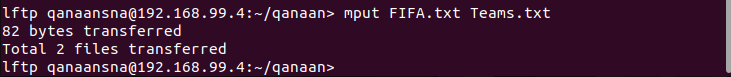 lftp qanaansna@192.168.99.4:~/qanaan> mput FIFA.txt Teams.txt
82 bytes transferred
Total 2 files transferred
lftp qanaansna@192.168.99.4:~/qanaan>